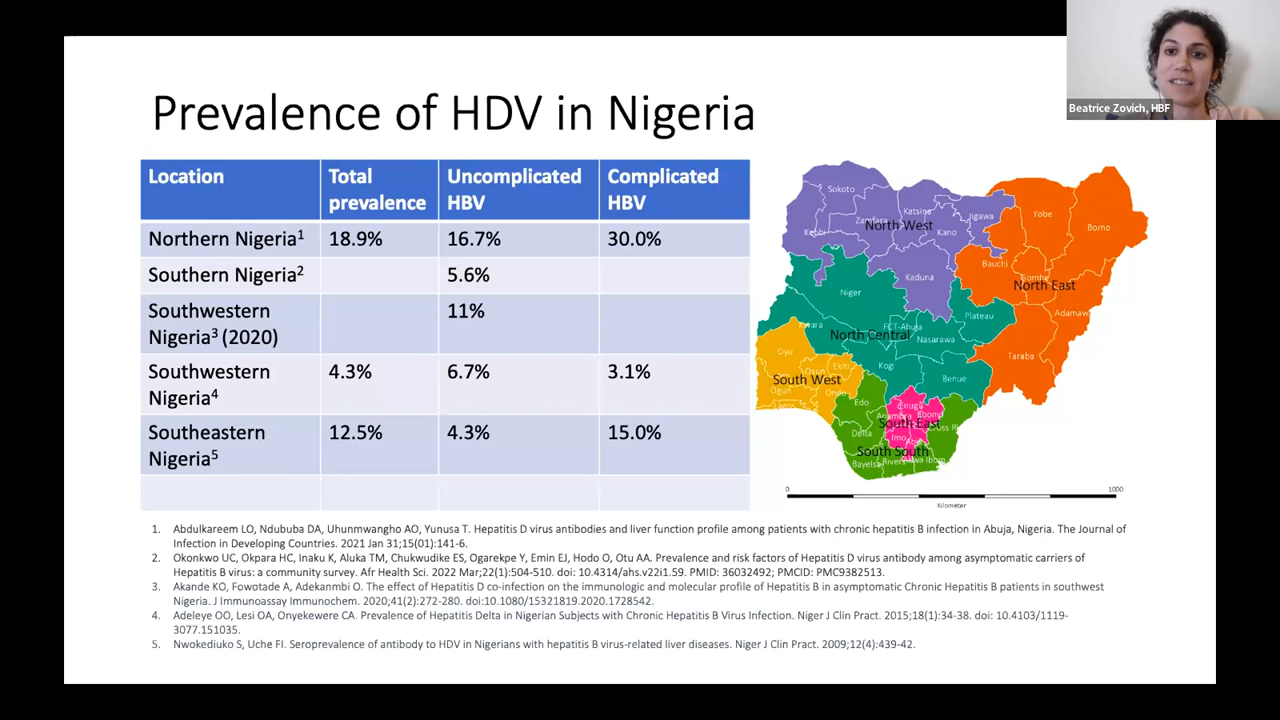 Beatrice Zovich, HBF
Prevalence of HDV in Nigeria
Location Total prevalence Uncomplicated HBV Complicated HBV
Northern Nigeria1 18.9% 16.7% 30.0%
Southern Nigeria2 5.6%
Southwestern Nigeria3 (2020) 11%
Southwestern Nigeria4 4.3% 6.7% 3.1%
Southeastern Nigeria5 12.5% 4.3% 15.0%
Sokoto
Zamfara
Katsina
Jigawa
Yobe
Borno
Kebbi
North West
Kano
Bauchi
Gombe
Kaduna
North East
Niger
Plateau
Adamaw
Kwara
FCT-Abuja
North Central
Nasarawa
Taraba
Oyo
Kogi
Osun
Ekiti
South West
Benue
Ogun
Ondo
Lagos
Edo
Enugu
Anambra
Ebony
South East
Cross Ri
Delta
Imo
South South
Bayelsa
Rivers
Akwa Ibom
0 1000
Kilometer
1. Abdulkareem LO, Ndububa DA, Uhunmwangho AO, Yunusa T. Hepatitis D virus antibodies and liver function profile among patients with chronic hepatitis B infection in Abuja, Nigeria. The Journal of
Infection in Developing Countries. 2021 Jan 31;15(01):141-6.
2. Okonkwo UC, Okpara HC, Inaku K, Aluka TM, Chukwudike ES, Ogarekpe Y, Emin EJ, Hodo O, Otu AA. Prevalence and risk factors of Hepatitis D virus antibody among asymptomatic carriers of
Hepatitis B virus: a community survey. Afr Health Sci. 2022 Mar;22(1):504-510. doi: 10.4314/ahs.v22i1.59. PMID: 36032492; PMCID: PMC9382513.
3. Akande KO, Fowotade A, Adekanmbi O. The effect of Hepatitis D co-infection on the immunologic and molecular profile of Hepatitis B in asymptomatic Chronic Hepatitis B patients in southwest
Nigeria. J Immunoassay Immunochem. 2020;41(2):272-280. doi:10.1080/15321819.2020.1728542.
4. Adeleye OO, Lesi OA, Onyekewere CA. Prevalence of Hepatitis Delta in Nigerian Subjects with Chronic Hepatitis B Virus Infection. Niger J Clin Pract. 2015;18(1):34-38. doi: 10.4103/1119-
3077.151035.
5. Nwokediuko S, Uche FI. Seroprevalence of antibody to HDV in Nigerians with hepatitis B virus-related liver diseases. Niger J Clin Pract. 2009;12(4):439-42.